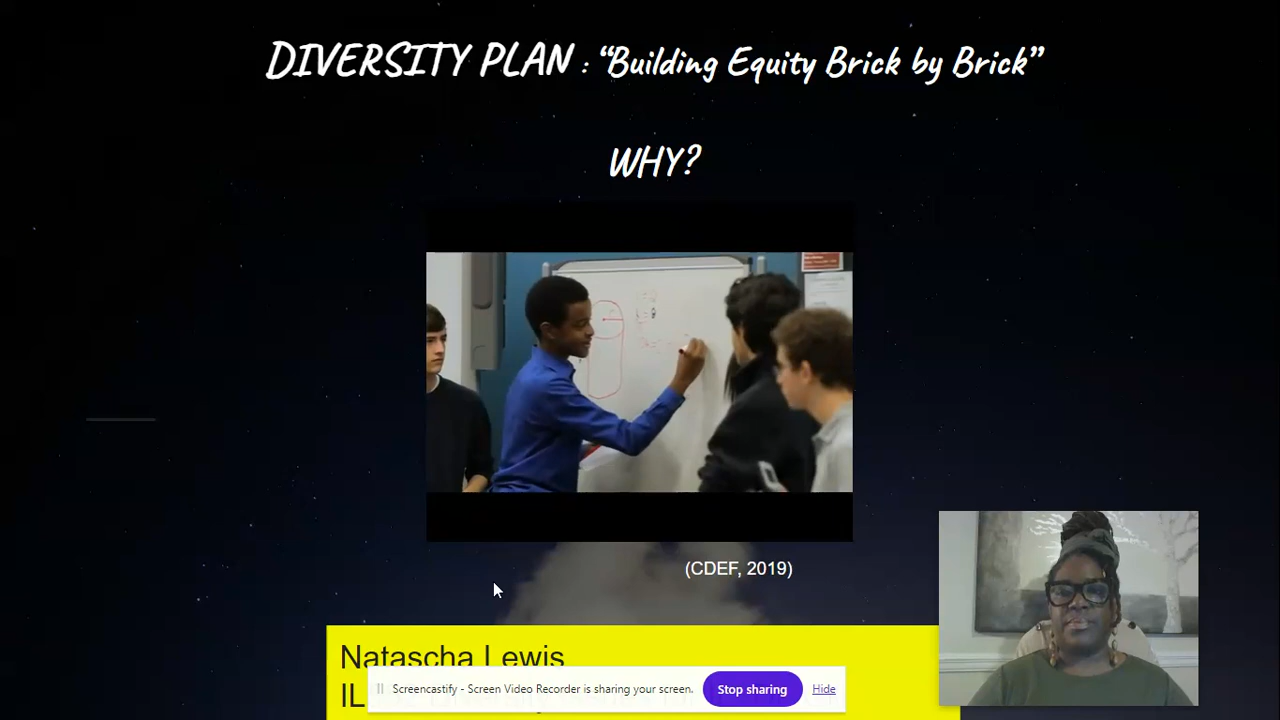 DIVERSITY PLAN : “Building Equity Brick by Brick”
WHY?
(CDEF, 2019)
Natascha Lewis
IL
Screencastify - Screen Video Recorder is sharing your screen.
Stop sharing
Hide